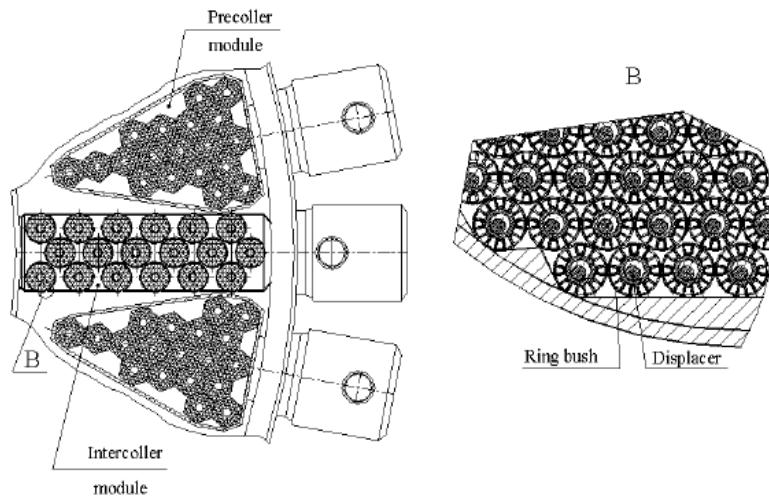 Precoller
module
B
B
Ring bush
Displacer
Intercoller
module